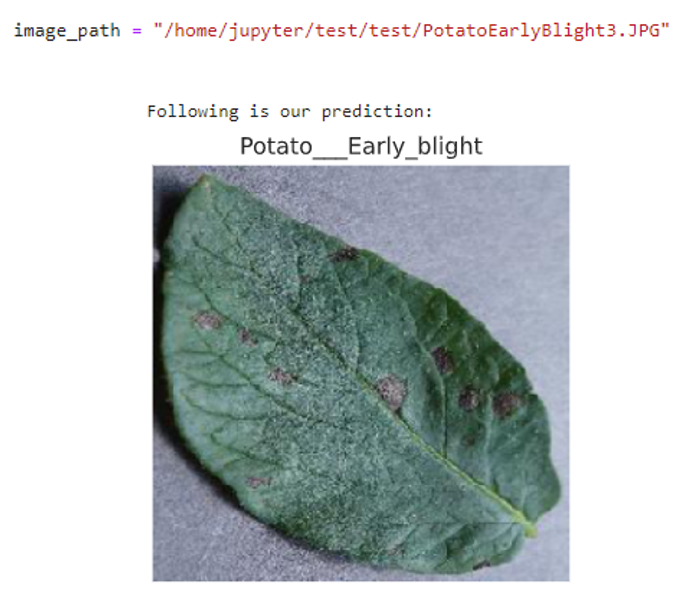 image_path = "/home/jupyter/test/test/PotatoEarlyBlight3.JPG"
Following is our prediction:
Potato___Early_blight